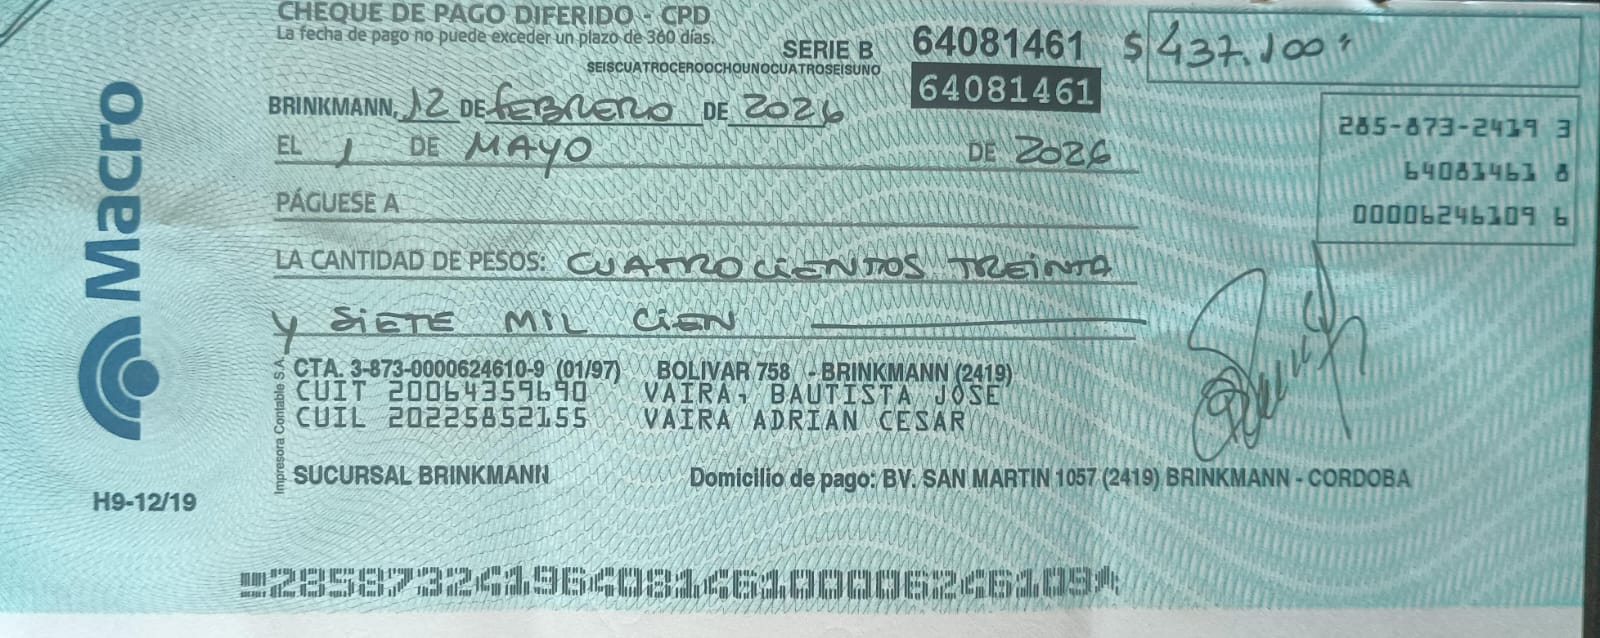 CHEQUE DE PAGO DIFERIDO - CPD
La fecha de pago no puede exceder un plazo de 360 días.
SERIE B 64081461 $ 437.100
SEISCUATROCEROOCHOUNOCUATROSEISUNO
64081461
BRINKMANN, 12 DE FEBRERO DE 2026
285-873-2419 3
EL 1 DE MAYO DE 2026
64081461 8
PÁGUESE A
00006246109 6
LA CANTIDAD DE PESOS: CUATROCIENTOS TREINTA
Y SIETE MIL CIEN
CTA. 3-873-0000624610-9 (01/97) BOLIVAR 758 - BRINKMANN (2419)
CUIT 20064359690 VAIRA, BAUTISTA JOSE
CUIL 20225852155 VAIRA ADRIAN CESAR
SUCURSAL BRINKMANN Domicilio de pago: BV. SAN MARTIN 1057 (2419) BRINKMANN - CORDOBA
Macro
H9-12/19
Impresora Contable S.A.
28587324196408146100006246109